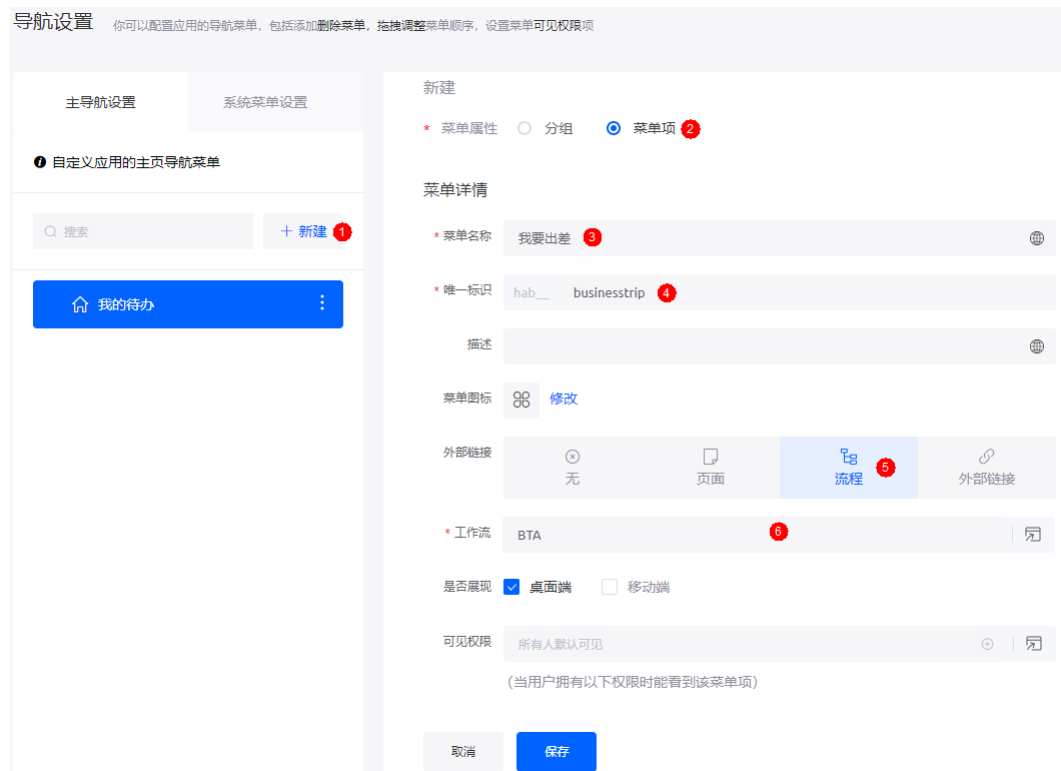 导航设置 你可以配置应用的导航菜单，包括添加删除菜单，拖拽调整菜单顺序，设置菜单可见权限项
主导航设置 系统菜单设置
自定义应用的主页导航菜单
搜索 + 新建 1
我的待办
新建
* 菜单属性 分组 菜单项 2
菜单详情
* 菜单名称 我要出差 3
* 唯一标识 hab__ businesstrip 4
描述
菜单图标 修改
外部链接 无 页面 流程 5 外部链接
* 工作流 BTA 6
是否展现 桌面端 移动端
可见权限 所有人默认可见
(当用户拥有以下权限时能看到该菜单项)
取消 保存